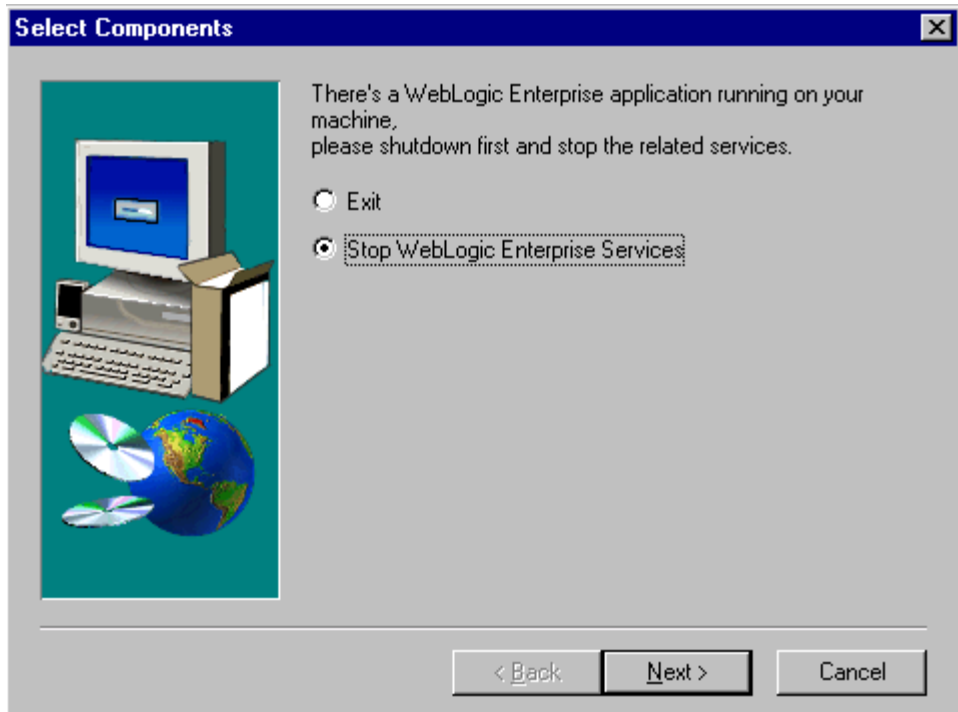 Select Components
There's a WebLogic Enterprise application running on your
machine,
please shutdown first and stop the related services.
Exit
Stop WebLogic Enterprise Services
< Back
Next >
Cancel